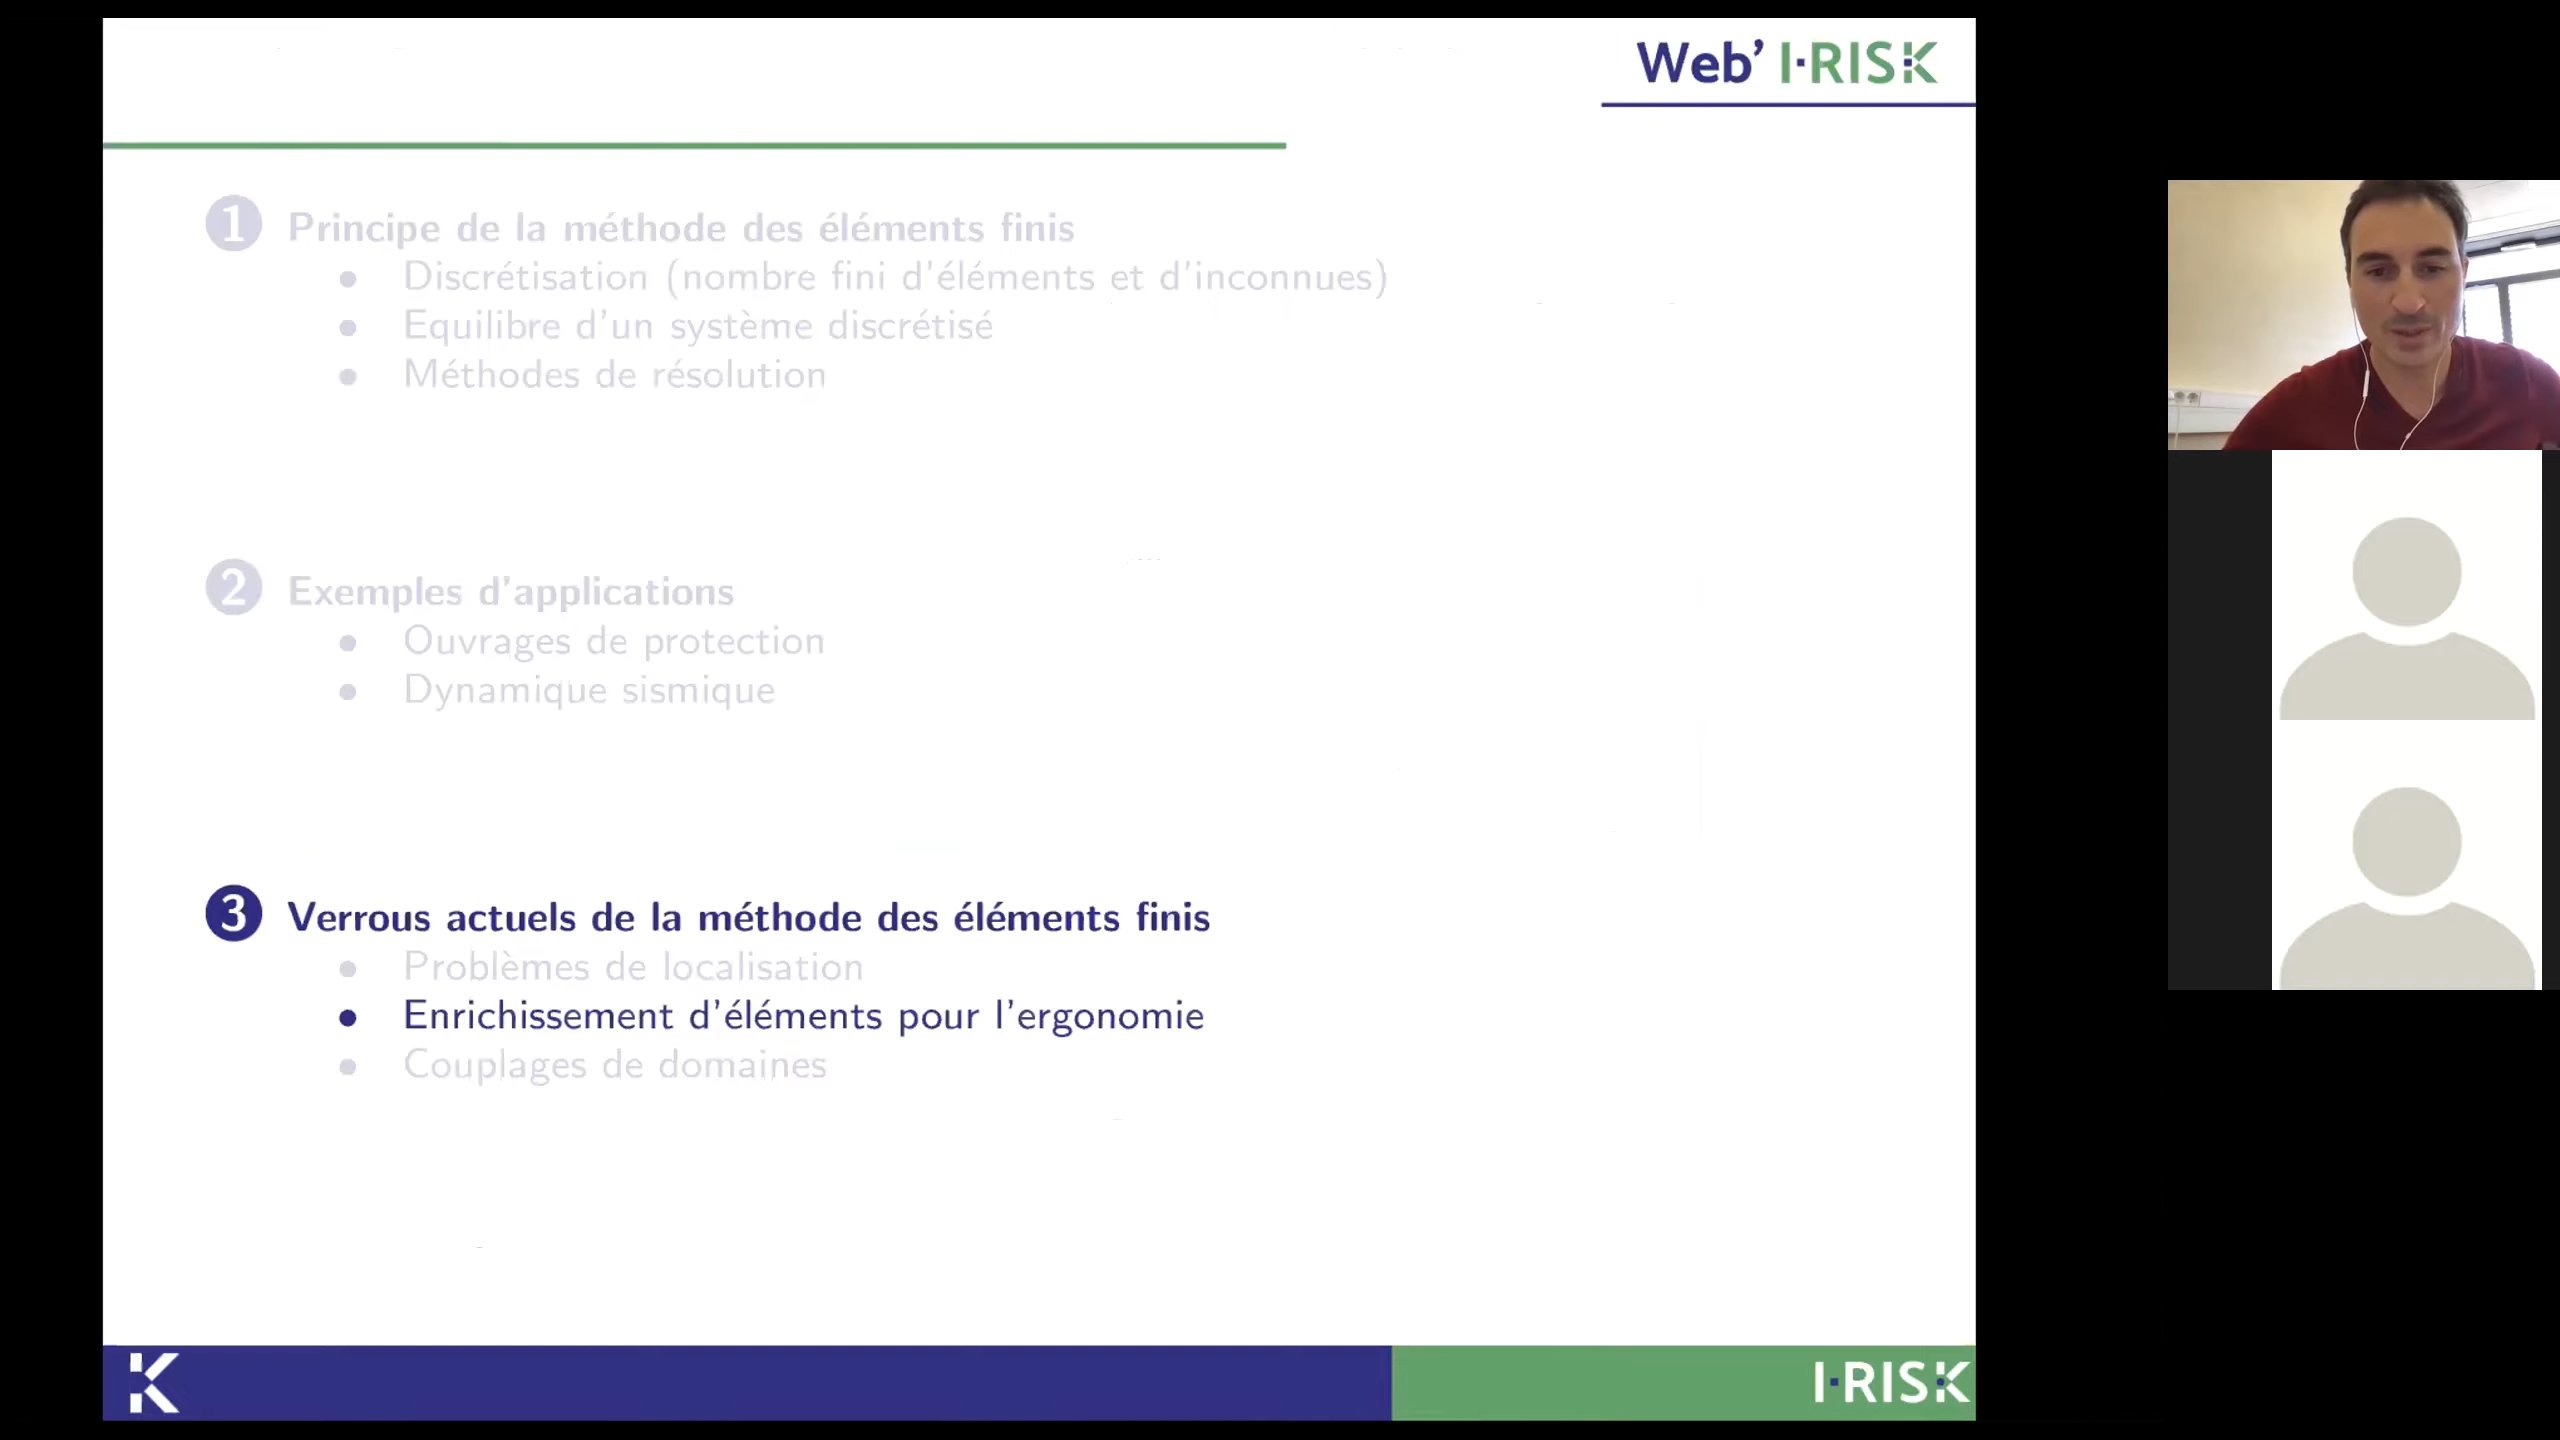 Web' I·RISK
1 Principe de la méthode des éléments finis
• Discrétisation (nombre fini d'éléments et d'inconnues)
• Equilibre d'un système discrétisé
• Méthodes de résolution
2 Exemples d'applications
• Ouvrages de protection
• Dynamique sismique
3 Verrous actuels de la méthode des éléments finis
• Problèmes de localisation
• Enrichissement d'éléments pour l'ergonomie
• Couplages de domaines
K
I·RISK